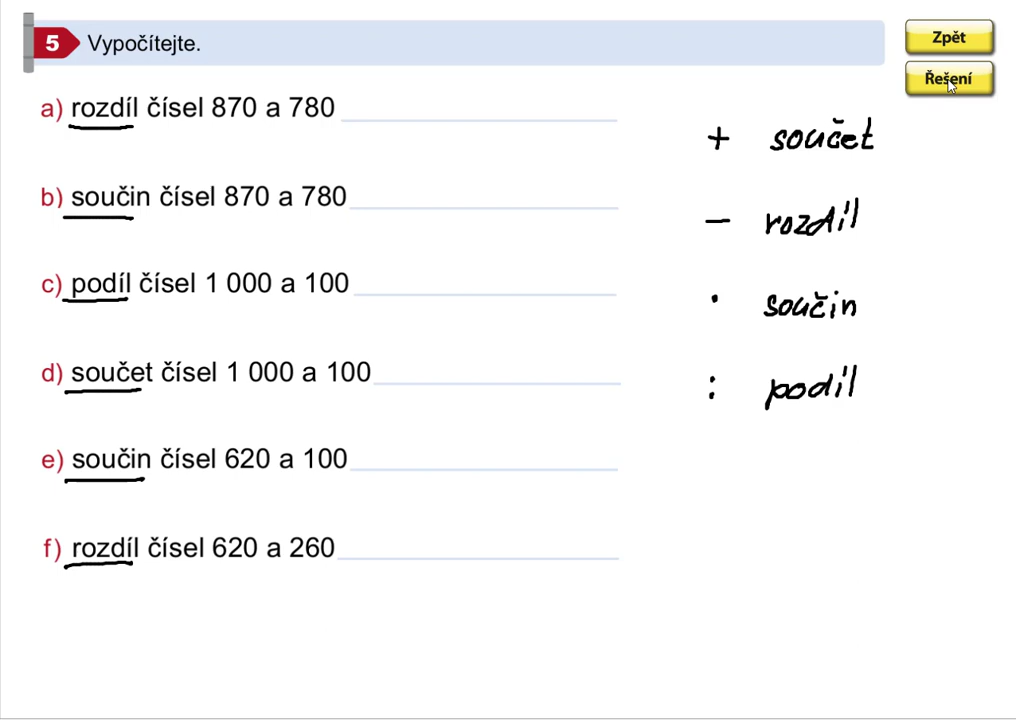 5 Vypočítejte.
Zpět
Řešení
a) rozdíl čísel 870 a 780
b) součin čísel 870 a 780
c) podíl čísel 1 000 a 100
d) součet čísel 1 000 a 100
e) součin čísel 620 a 100
f) rozdíl čísel 620 a 260
+ součet
− rozdíl
· součin
: podíl